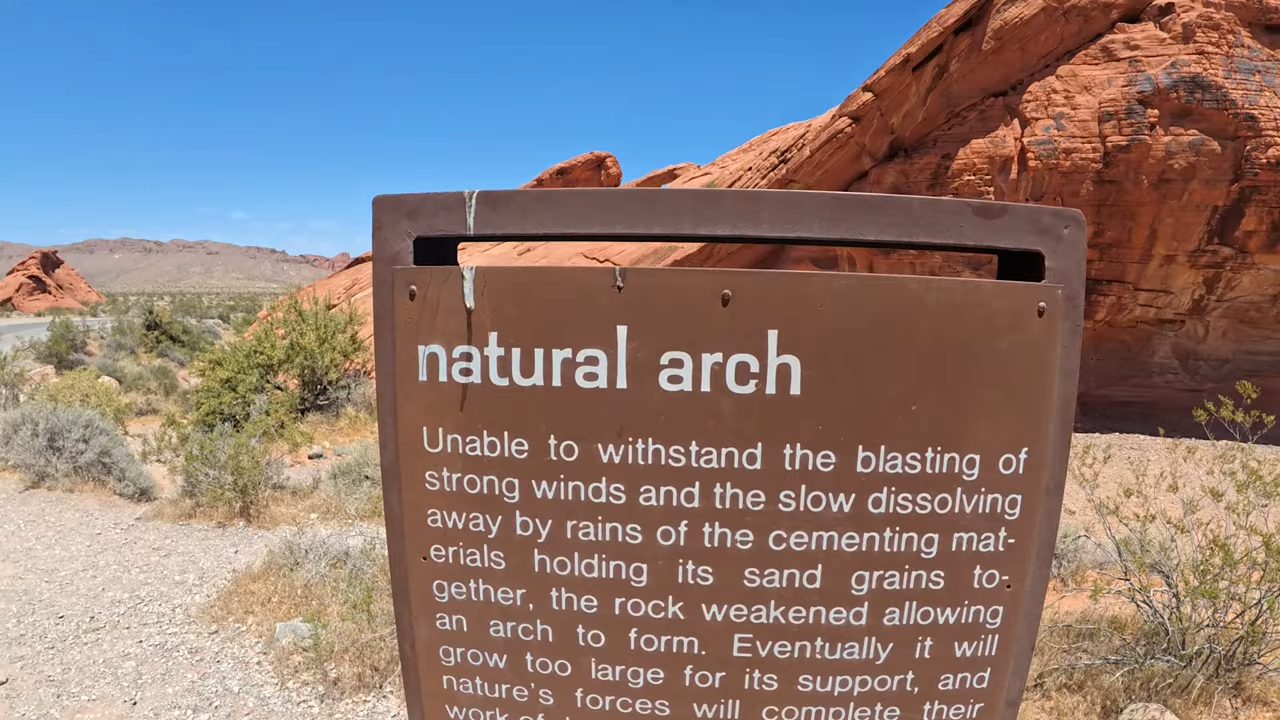 natural arch
Unable to withstand the blasting of
strong winds and the slow dissolving
away by rains of the cementing mat-
erials holding its sand grains to-
gether, the rock weakened allowing
an arch to form. Eventually it will
grow too large for its support, and
nature's forces will complete their
work of